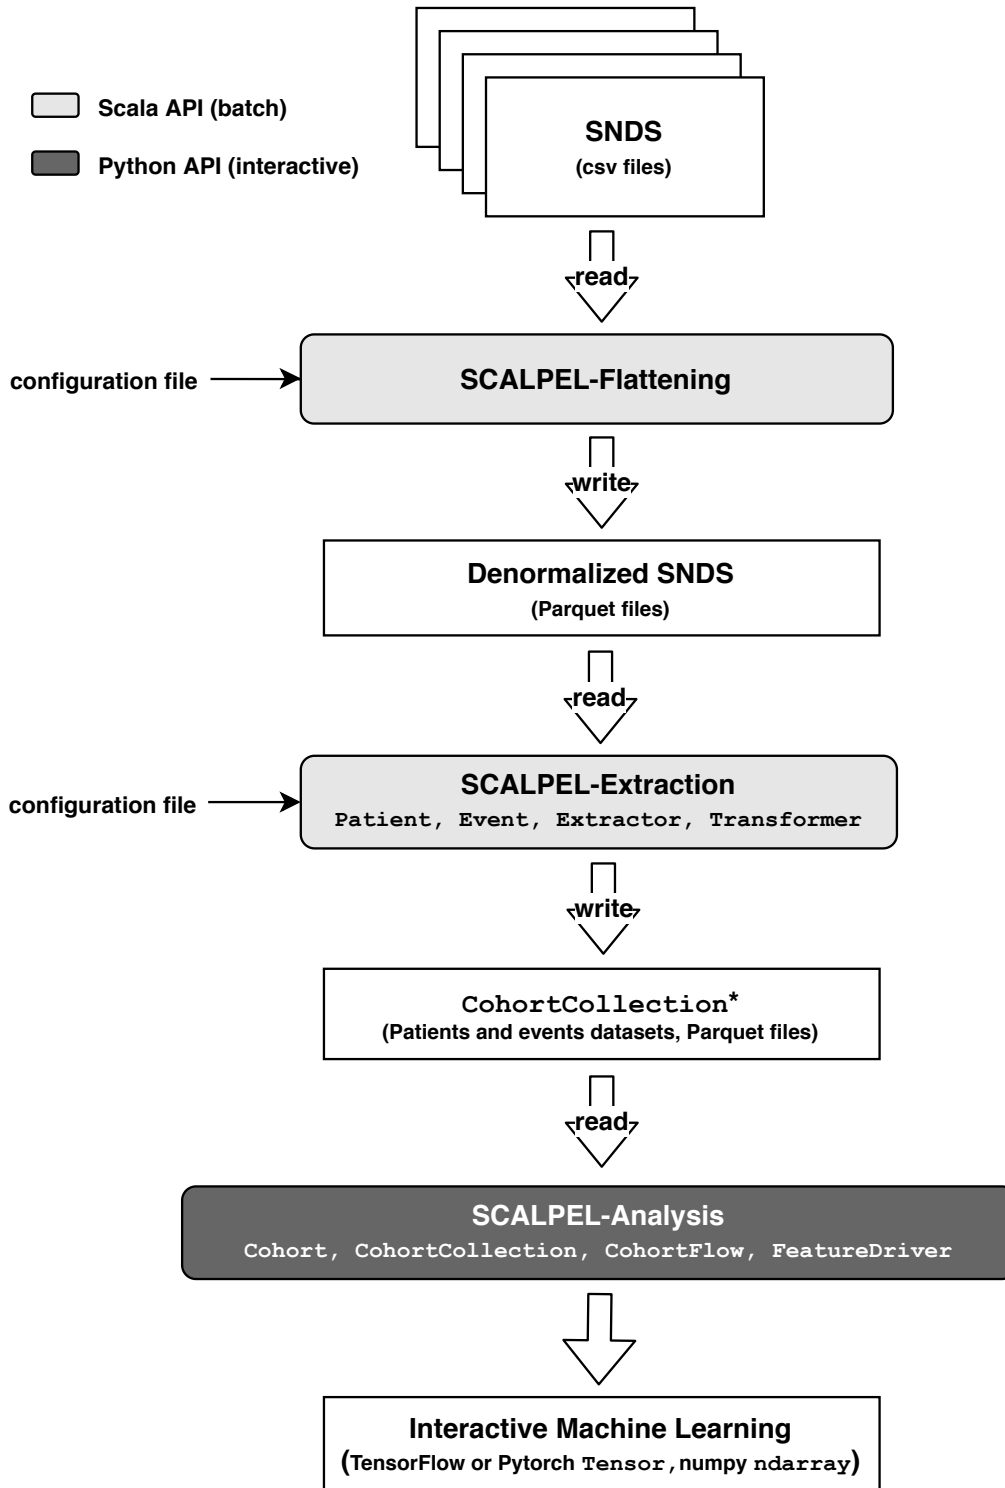 SNDS
(csv files)
Scala API (batch)
Python API (interactive)
read
configuration file
SCALPEL-Flattening
write
Denormalized SNDS
(Parquet files)
read
configuration file
SCALPEL-Extraction
Patient, Event, Extractor, Transformer
write
CohortCollection*
(Patients and events datasets, Parquet files)
read
SCALPEL-Analysis
Cohort, CohortCollection, CohortFlow, FeatureDriver
Interactive Machine Learning
(TensorFlow or Pytorch Tensor, numpy ndarray)